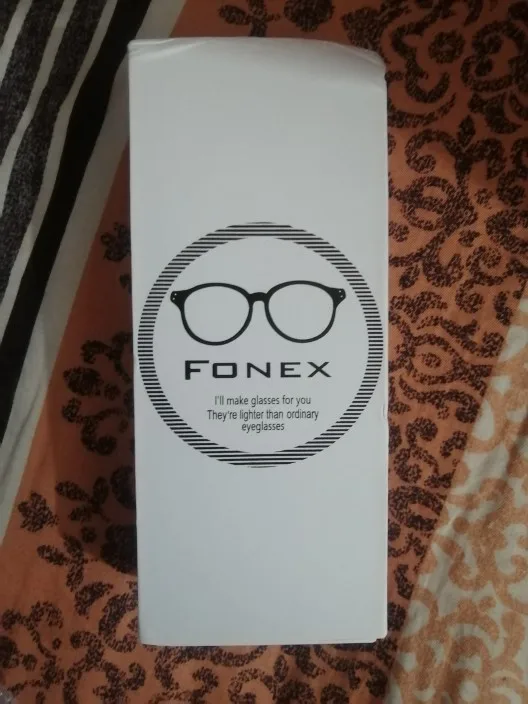 FONEX
I'll make glasses for you
They're lighter than ordinary
eyeglasses